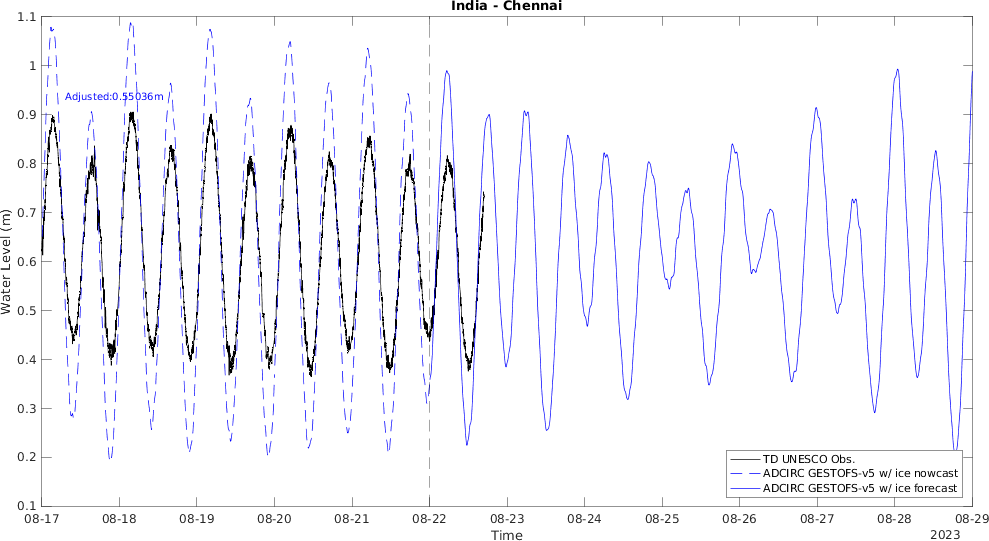 India - Chennai
1.1
1
0.9
0.8
0.7
0.6
0.5
0.4
0.3
0.2
0.1
Water Level (m)
Adjusted:0.55036m
TD UNESCO Obs.
ADCIRC GESTOFS-v5 w/ ice nowcast
ADCIRC GESTOFS-v5 w/ ice forecast
08-17 08-18 08-19 08-20 08-21 08-22 08-23 08-24 08-25 08-26 08-27 08-28 08-29
Time
2023